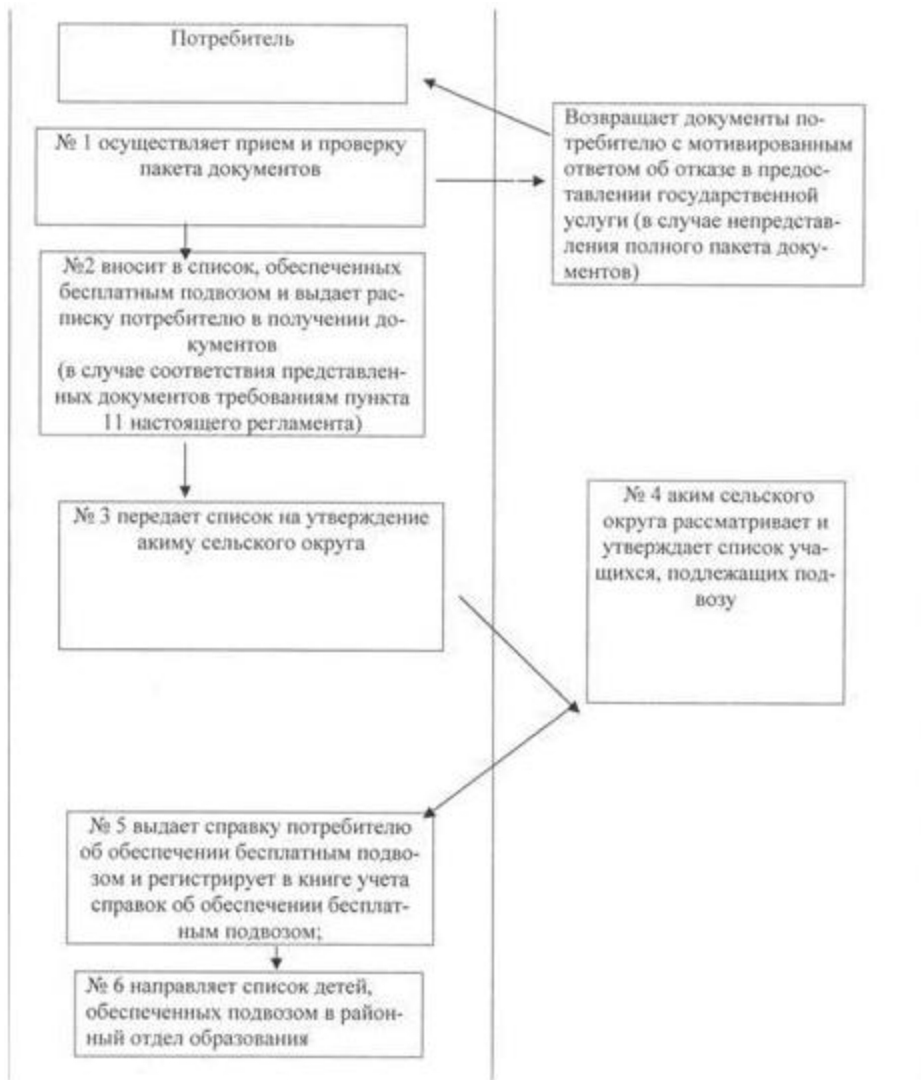 Потребитель
Возвращает документы по-
требителю с мотивированным
ответом об отказе в предос-
тавлении государственной
услуги (в случае непредстав-
ления полного пакета доку-
ментов)
№ 1 осуществляет прием и проверку
пакета документов
№2 вносит в список, обеспеченных
бесплатным подвозом и выдает рас-
писку потребителю в получении до-
кументов
(в случае соответствия представлен-
ных документов требованиям пункта
11 настоящего регламента)
№ 3 передает список на утверждение
акиму сельского округа
№ 4 аким сельского
округа рассматривает и
утверждает список уча-
щихся, подлежащих под-
возу
№ 5 выдает справку потребителю
об обеспечении бесплатным подво-
зом и регистрирует в книге учета
справок об обеспечении бесплат-
ным подвозом;
№ 6 направляет список детей,
обеспеченных подвозом в район-
ный отдел образования